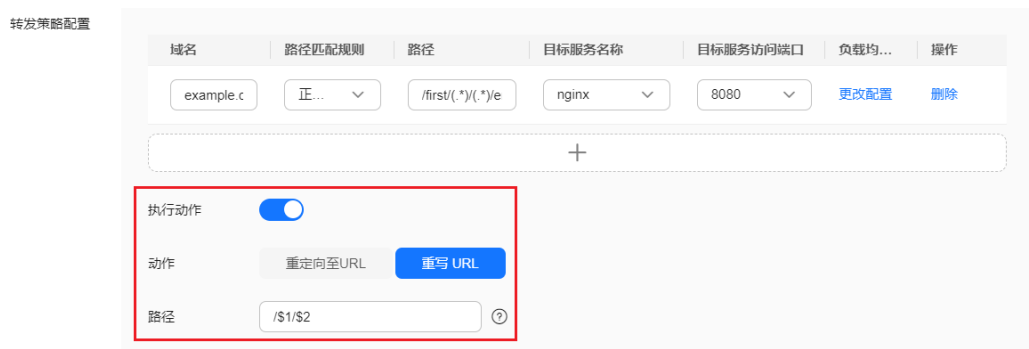 转发策略配置
域名 路径匹配规则 路径 目标服务名称 目标服务访问端口 负载均... 操作
example.c 正... /first/(.*)/(.*)/e nginx 8080 更改配置 删除
+
执行动作
动作 重定向至URL 重写 URL
路径 /$1/$2 ?